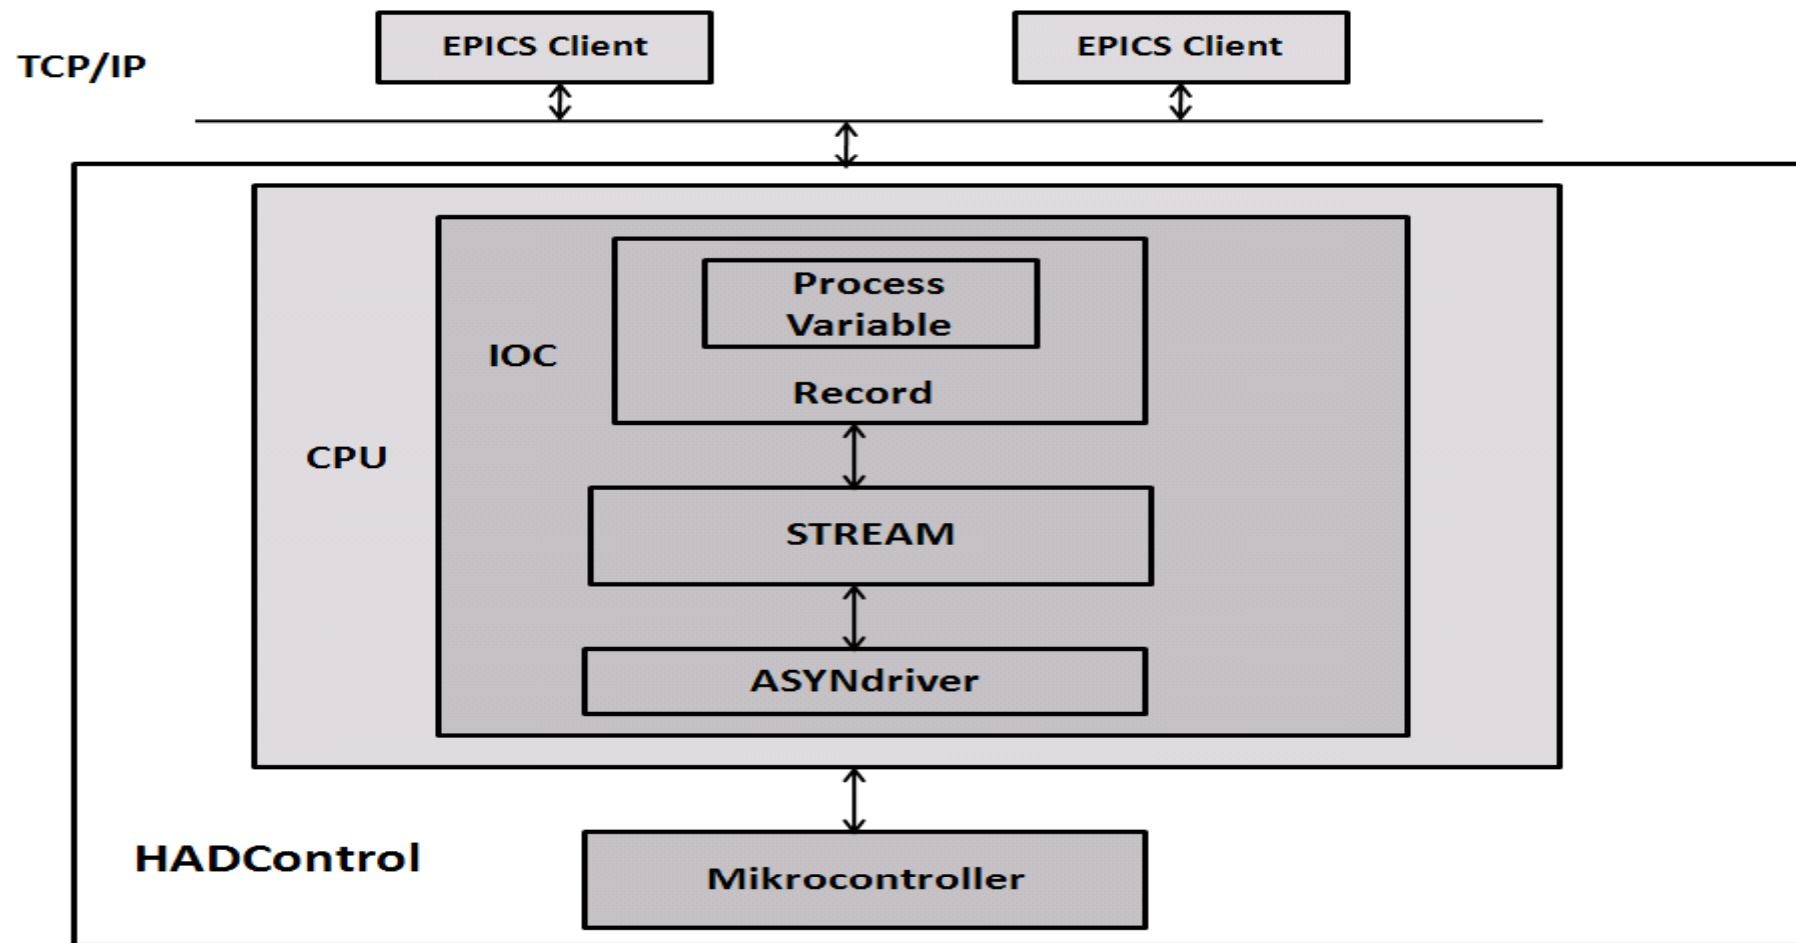 EPICS Client
EPICS Client
TCP/IP
Process
Variable
IOC
Record
CPU
STREAM
ASYNdriver
HADControl
Mikrocontroller